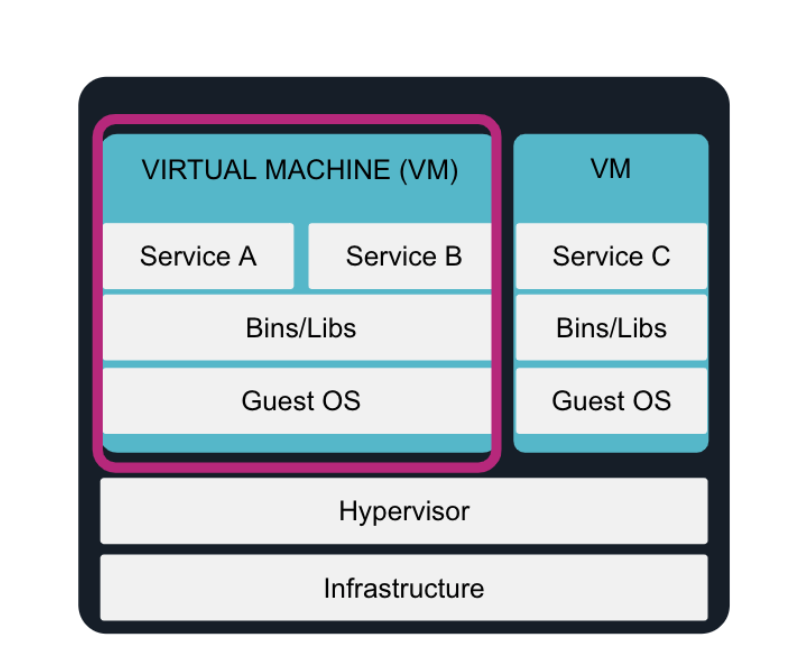 VIRTUAL MACHINE (VM)
VM
Service A
Service B
Service C
Bins/Libs
Bins/Libs
Guest OS
Guest OS
Hypervisor
Infrastructure